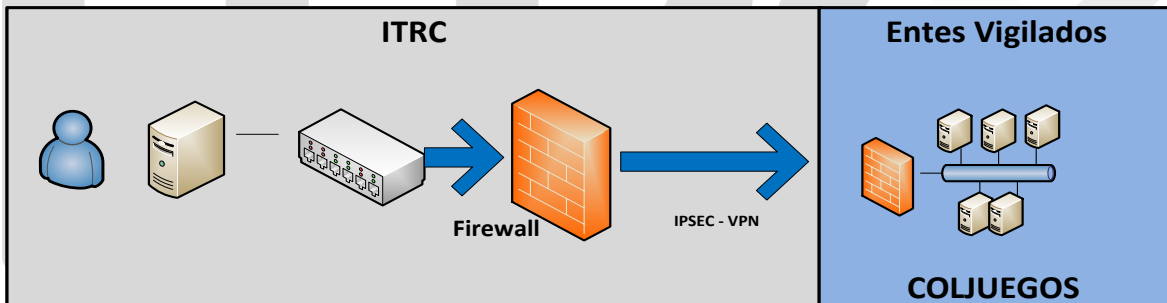 ITRC
Entes Vigilados
Firewall
IPSEC - VPN
COLJUEGOS